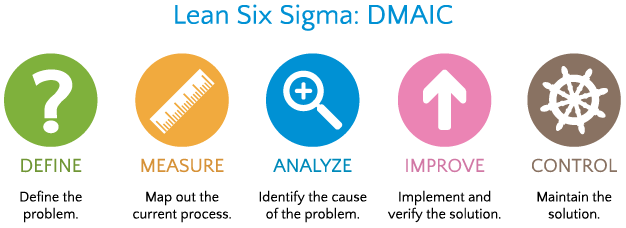 Lean Six Sigma: DMAIC
DEFINE
Define the
problem.
MEASURE
Map out the
current process.
ANALYZE
Identify the cause
of the problem.
IMPROVE
Implement and
verify the solution.
CONTROL
Maintain the
solution.